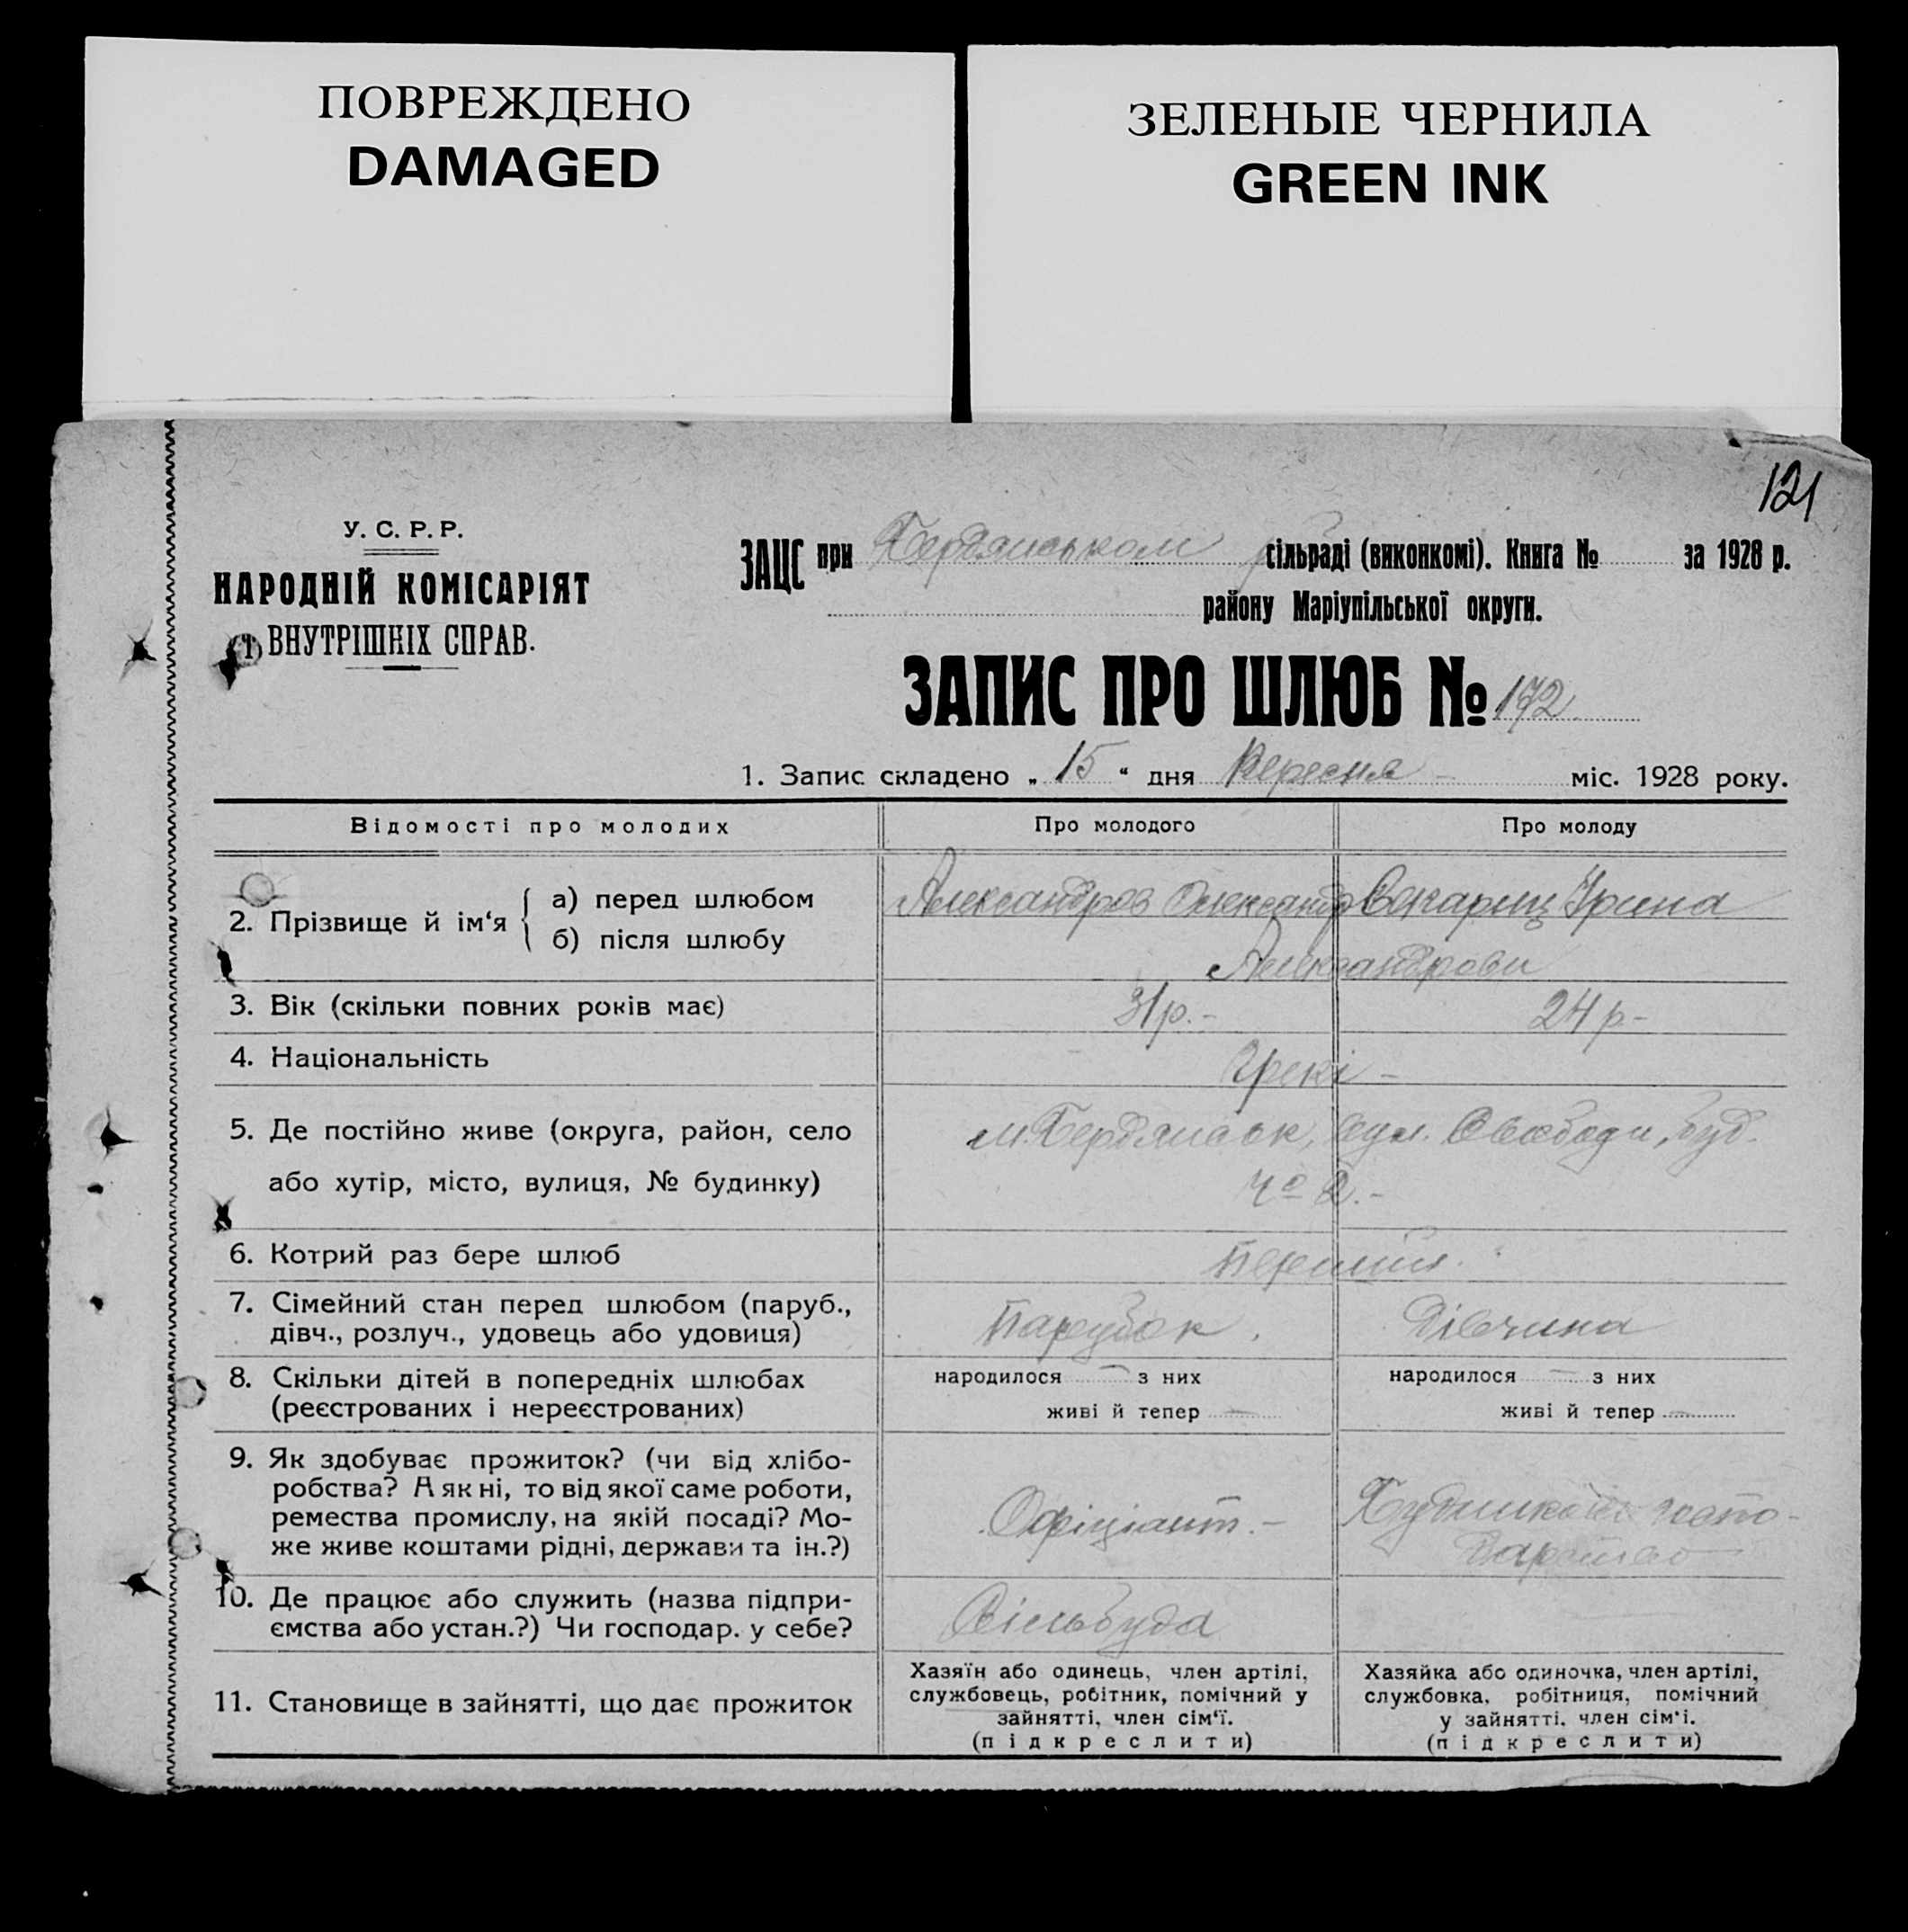 ПОВРЕЖДЕНО
DAMAGED
ЗЕЛЕНЫЕ ЧЕРНИЛА
GREEN INK
121
У. С. Р. Р.
НАРОДНІЙ КОМІСАРІЯТ
ВНУТРІШНІХ СПРАВ.
ЗАЦС при Бердянськом сільраді (виконкомі). Книга № за 1928 р.
району Маріупільської округи.
ЗАПИС ПРО ШЛЮБ № 172
1. Запис складено „ 15 “ дня Вересня міс. 1928 року.
Відомості про молодих
Про молодого
Про молоду
2. Прізвище й ім‘я
а) перед шлюбом
б) після шлюбу
Александров Олександр
Ирина
Александрови
3. Вік (скільки повних років має)
31 р. -
24 р -
4. Національність
Грекі -
5. Де постійно живе (округа, район, село
або хутір, місто, вулиця, № будинку)
м. Бердянськ, вул. Свободи, буд.
№ 2. -
6. Котрий раз бере шлюб
7. Сімейний стан перед шлюбом (паруб.,
дівч., розлуч., удовець або удовиця)
Парубок.
Дівчина
8. Скільки дітей в попередніх шлюбах
(реєстрованих і нереєстрованих)
народилося — з них
живі й тепер —
народилося — з них
живі й тепер —
9. Як здобуває прожиток? (чи від хлібо-
робства? А як ні, то від якої саме роботи,
ремества промислу, на якій посаді? Мо-
же живе коштами рідні, держави та ін.?)
Офіціант. -
10. Де працює або служить (назва підпри-
ємства або устан.?) Чи господар. у себе?
11. Становище в зайнятті, що дає прожиток
Хазяїн або одинець, член артілі,
службовець, робітник, помічний у
зайнятті, член сім‘ї.
(підкреслити)
Хазяйка або одиночка, член артілі,
службовка, робітниця, помічний
у зайнятті, член сім‘і.
(підкреслити)